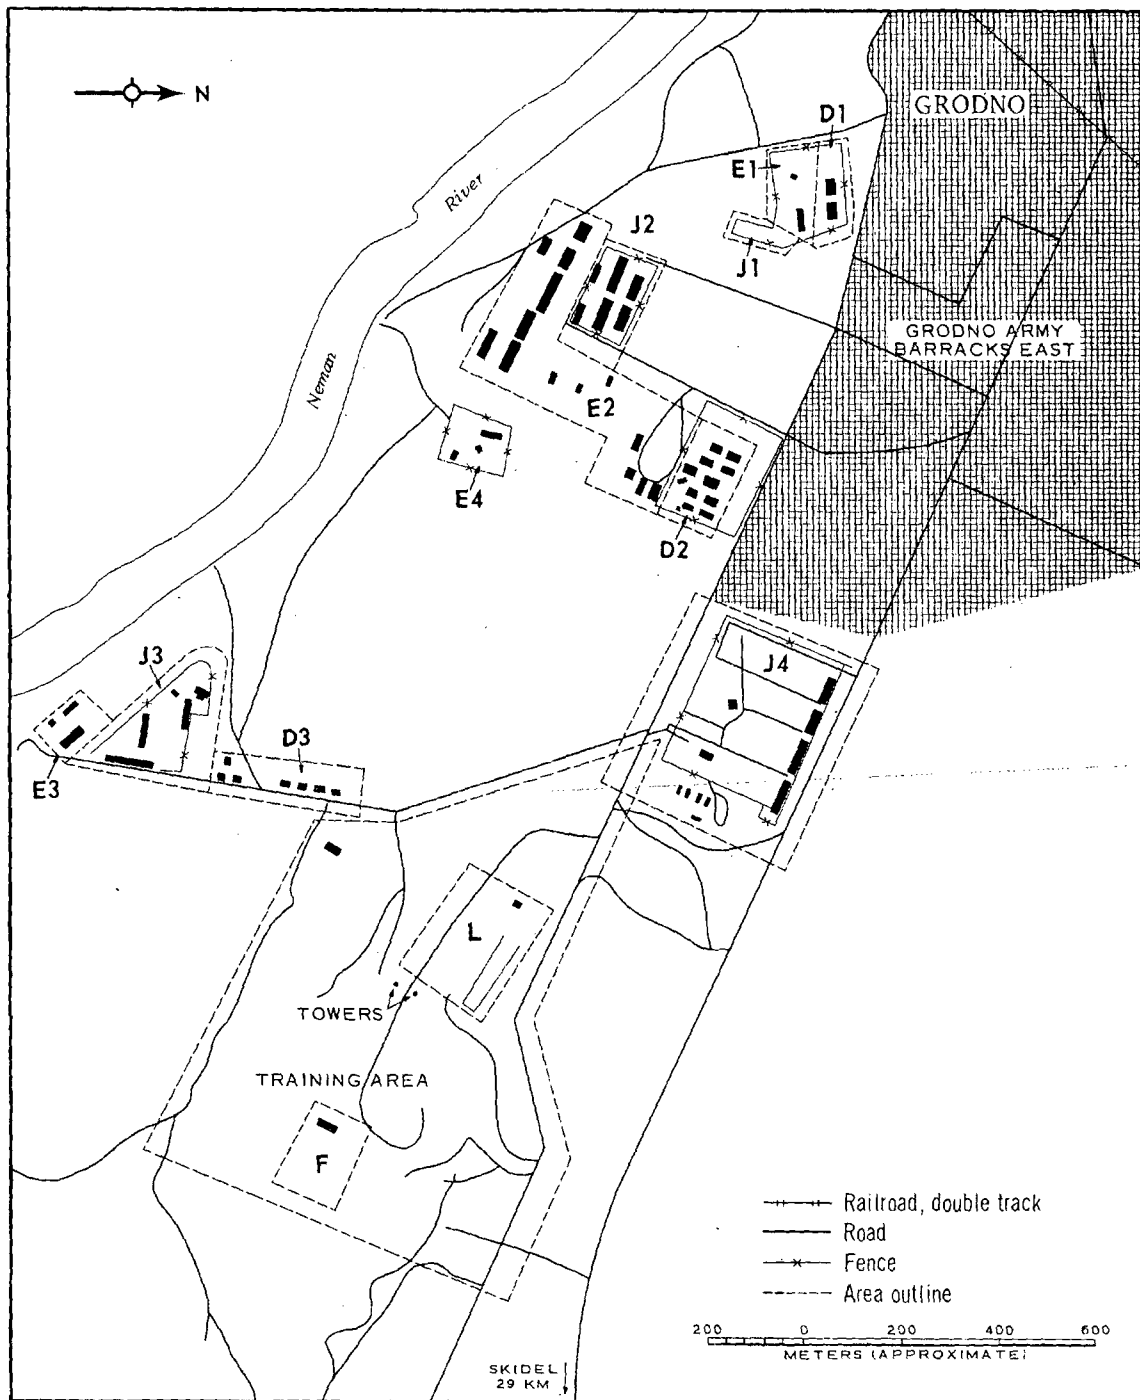 N
GRODNO
D1
E1
River
J2
J1
GRODNO ARMY
BARRACKS EAST
Neman
E2
E4
D2
J3
J4
D3
E3
L
TOWERS
TRAINING AREA
F
Railroad, double track
Road
Fence
Area outline
200 0 200 400 600
METERS (APPROXIMATE)
SKIDEL
29 KM